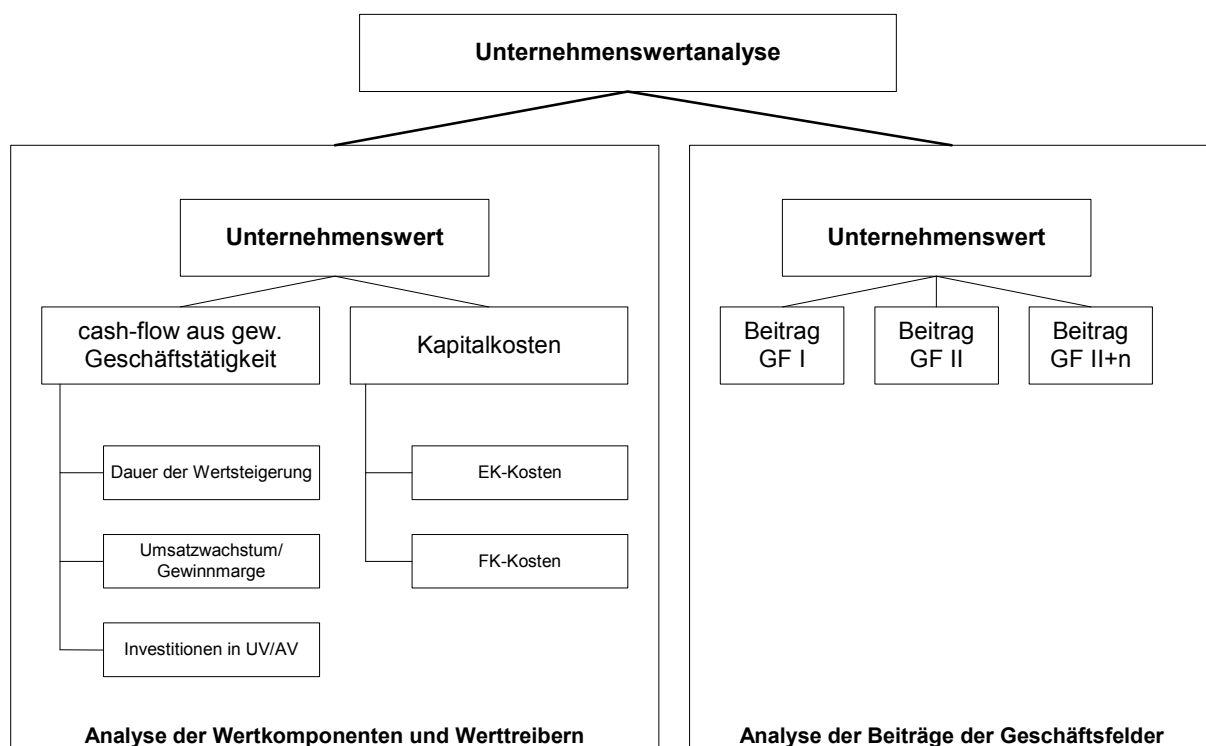 Unternehmenswertanalyse
Unternehmenswert
cash-flow aus gew.
Geschäftstätigkeit
Kapitalkosten
Dauer der Wertsteigerung
Umsatzwachstum/
Gewinnmarge
Investitionen in UV/AV
EK-Kosten
FK-Kosten
Analyse der Wertkomponenten und Werttreibern
Unternehmenswert
Beitrag
GF I
Beitrag
GF II
Beitrag
GF II+n
Analyse der Beiträge der Geschäftsfelder